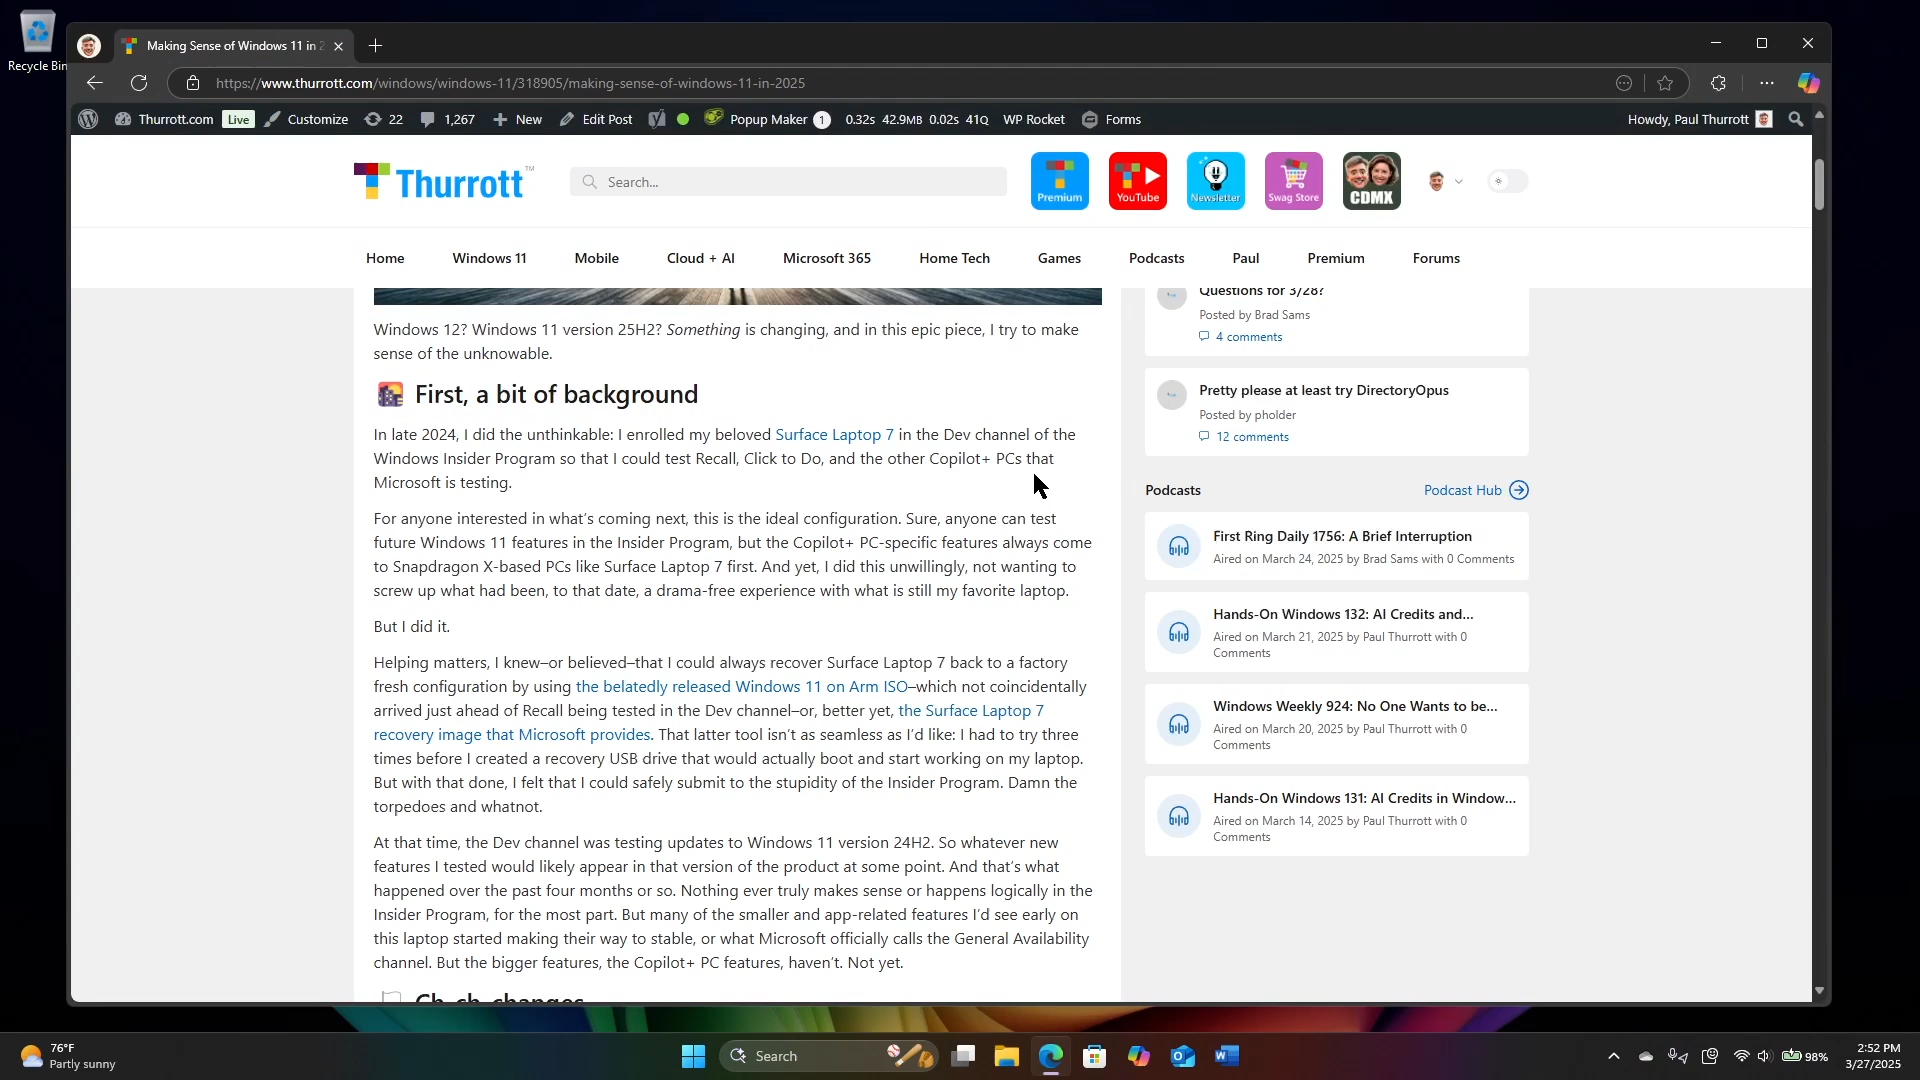 Recycle Bin
Making Sense of Windows 11 in 2
https://www.thurrott.com/windows/windows-11/318905/making-sense-of-windows-11-in-2025
Thurrott.com Live Customize 22 1,267 New Edit Post Popup Maker 1 0.32s 42.9MB 0.02s 41Q WP Rocket Forms Howdy, Paul Thurrott
Thurrott™
Search...
Premium
YouTube
Newsletter
Swag Store
CDMX
Home Windows 11 Mobile Cloud + AI Microsoft 365 Home Tech Games Podcasts Paul Premium Forums
Windows 12? Windows 11 version 25H2? Something is changing, and in this epic piece, I try to make
sense of the unknowable.
First, a bit of background
In late 2024, I did the unthinkable: I enrolled my beloved Surface Laptop 7 in the Dev channel of the
Windows Insider Program so that I could test Recall, Click to Do, and the other Copilot+ PCs that
Microsoft is testing.
For anyone interested in what's coming next, this is the ideal configuration. Sure, anyone can test
future Windows 11 features in the Insider Program, but the Copilot+ PC-specific features always come
to Snapdragon X-based PCs like Surface Laptop 7 first. And yet, I did this unwillingly, not wanting to
screw up what had been, to that date, a drama-free experience with what is still my favorite laptop.
But I did it.
Helping matters, I knew–or believed–that I could always recover Surface Laptop 7 back to a factory
fresh configuration by using the belatedly released Windows 11 on Arm ISO–which not coincidentally
arrived just ahead of Recall being tested in the Dev channel–or, better yet, the Surface Laptop 7
recovery image that Microsoft provides. That latter tool isn't as seamless as I'd like: I had to try three
times before I created a recovery USB drive that would actually boot and start working on my laptop.
But with that done, I felt that I could safely submit to the stupidity of the Insider Program. Damn the
torpedoes and whatnot.
At that time, the Dev channel was testing updates to Windows 11 version 24H2. So whatever new
features I tested would likely appear in that version of the product at some point. And that's what
happened over the past four months or so. Nothing ever truly makes sense or happens logically in the
Insider Program, for the most part. But many of the smaller and app-related features I'd see early on
this laptop started making their way to stable, or what Microsoft officially calls the General Availability
channel. But the bigger features, the Copilot+ PC features, haven't. Not yet.
Ch-ch-changes
Questions for 3/28?
Posted by Brad Sams
4 comments
Pretty please at least try DirectoryOpus
Posted by pholder
12 comments
Podcasts
Podcast Hub
First Ring Daily 1756: A Brief Interruption
Aired on March 24, 2025 by Brad Sams with 0 Comments
Hands-On Windows 132: AI Credits and...
Aired on March 21, 2025 by Paul Thurrott with 0
Comments
Windows Weekly 924: No One Wants to be...
Aired on March 20, 2025 by Paul Thurrott with 0
Comments
Hands-On Windows 131: AI Credits in Window...
Aired on March 14, 2025 by Paul Thurrott with 0
Comments
76°F
Partly sunny
Search
98%
2:52 PM
3/27/2025